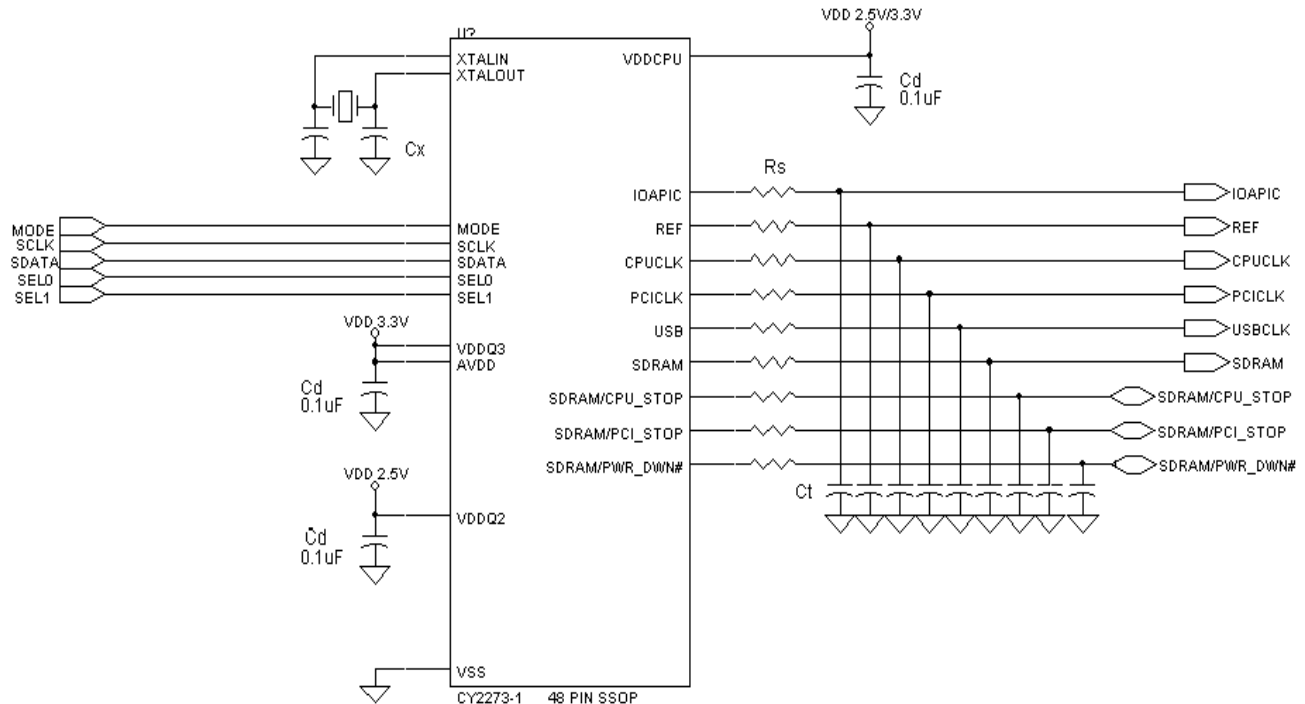 VDD 2.5V/3.3V
U?
XTALIN
XTALOUT
VDDCPU
Cd
0.1uF
Cx
Rs
IOAPIC
IOAPIC
MODE
MODE
REF
REF
SCLK
SCLK
SDATA
SDATA
CPUCLK
CPUCLK
SEL0
SEL0
SEL1
SEL1
PCICLK
PCICLK
VDD 3.3V
USB
USBCLK
VDDQ3
AVDD
SDRAM
SDRAM
Cd
0.1uF
SDRAM/CPU_STOP
SDRAM/CPU_STOP
SDRAM/PCI_STOP
SDRAM/PCI_STOP
SDRAM/PWR_DWN#
SDRAM/PWR_DWN#
VDD 2.5V
Ct
VDDQ2
Cd
0.1uF
VSS
CY2273-1 48 PIN SSOP